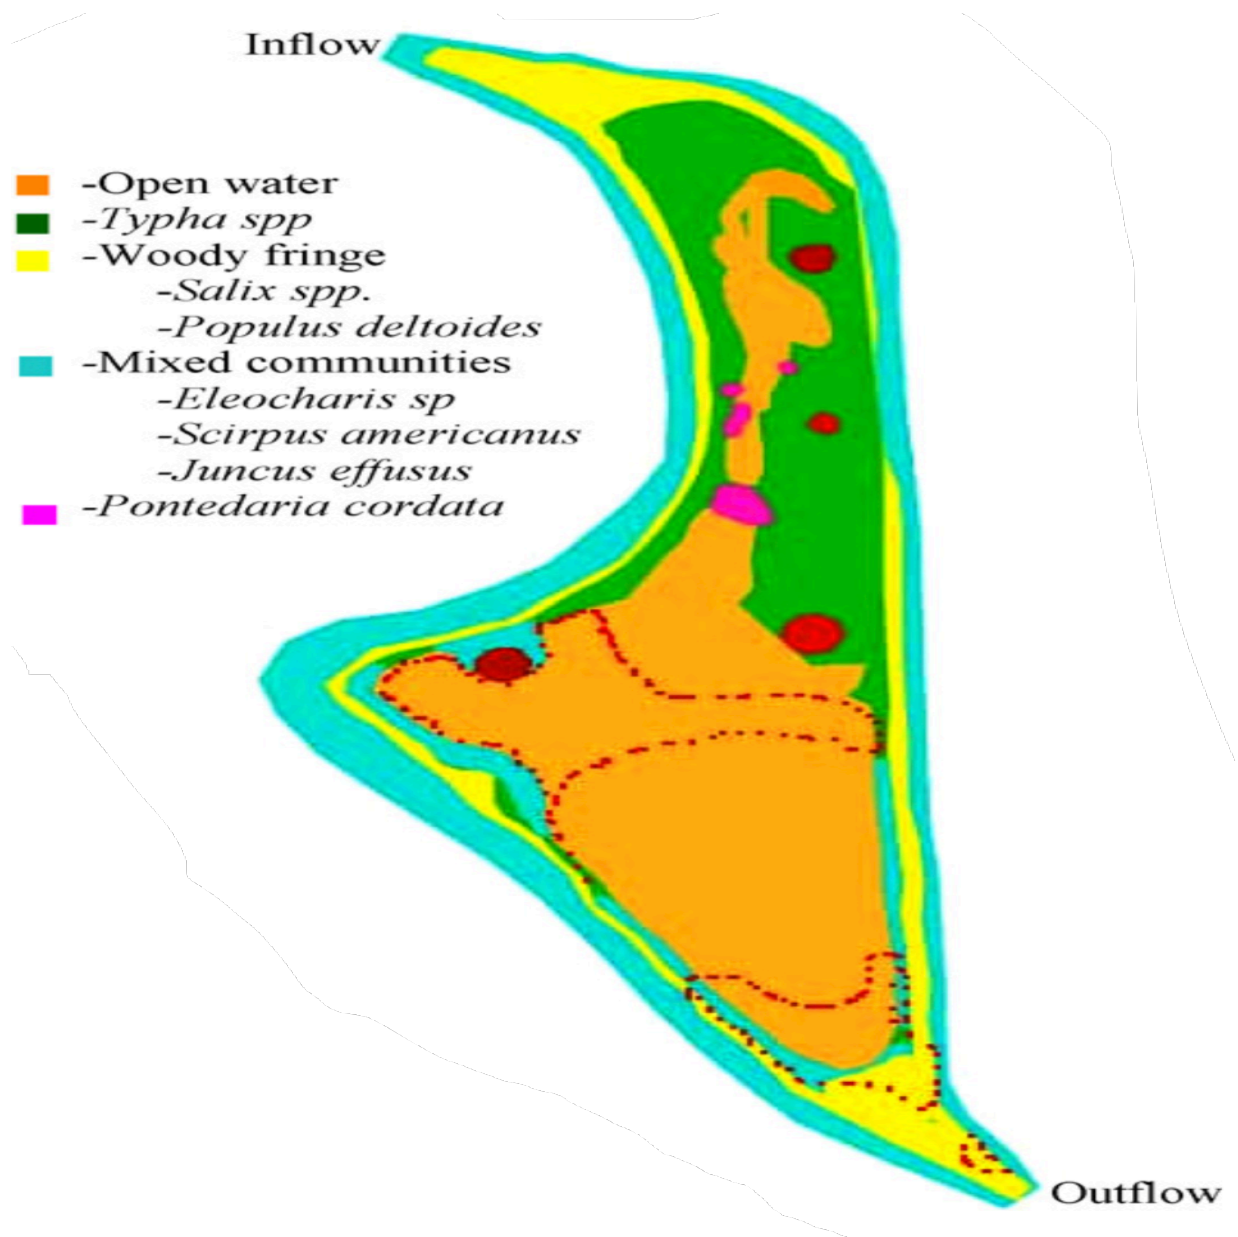 Inflow
-Open water
-Typha spp
-Woody fringe
-Salix spp.
-Populus deltoides
-Mixed communities
-Eleocharis sp
-Scirpus americanus
-Juncus effusus
-Pontedaria cordata
Outflow